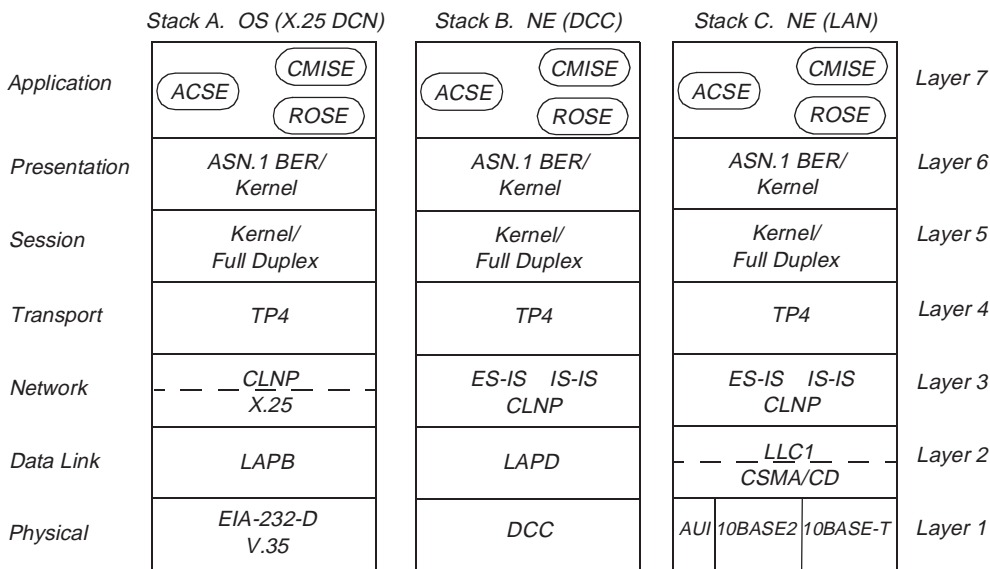 Stack A. OS (X.25 DCN)
Stack B. NE (DCC)
Stack C. NE (LAN)
Application
ACSE
CMISE
ROSE
ACSE
CMISE
ROSE
ACSE
CMISE
ROSE
Layer 7
Presentation
ASN.1 BER/
Kernel
ASN.1 BER/
Kernel
ASN.1 BER/
Kernel
Layer 6
Session
Kernel/
Full Duplex
Kernel/
Full Duplex
Kernel/
Full Duplex
Layer 5
Transport
TP4
TP4
TP4
Layer 4
Network
CLNP
X.25
ES-IS IS-IS
CLNP
ES-IS IS-IS
CLNP
Layer 3
Data Link
LAPB
LAPD
LLC1
CSMA/CD
Layer 2
Physical
EIA-232-D
V.35
DCC
AUI
10BASE2
10BASE-T
Layer 1